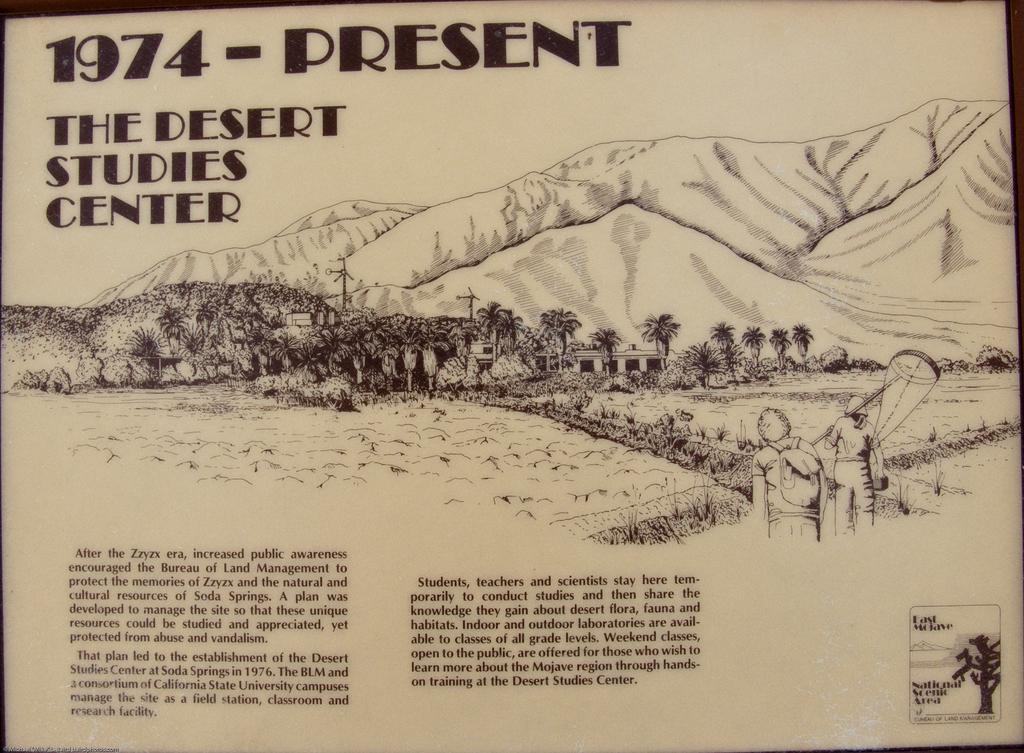 1974 - PRESENT
THE DESERT
STUDIES
CENTER
After the Zzyzx era, increased public awareness
encouraged the Bureau of Land Management to
protect the memories of Zzyzx and the natural and
cultural resources of Soda Springs. A plan was
developed to manage the site so that these unique
resources could be studied and appreciated, yet
protected from abuse and vandalism.
That plan led to the establishment of the Desert
Studies Center at Soda Springs in 1976. The BLM and
a consortium of California State University campuses
manage the site as a field station, classroom and
research facility.
Students, teachers and scientists stay here tem-
porarily to conduct studies and then share the
knowledge they gain about desert flora, fauna and
habitats. Indoor and outdoor laboratories are avail-
able to classes of all grade levels. Weekend classes,
open to the public, are offered for those who wish to
learn more about the Mojave region through hands-
on training at the Desert Studies Center.
East
Mojave
National
Scenic
Area
BUREAU OF LAND MANAGEMENT